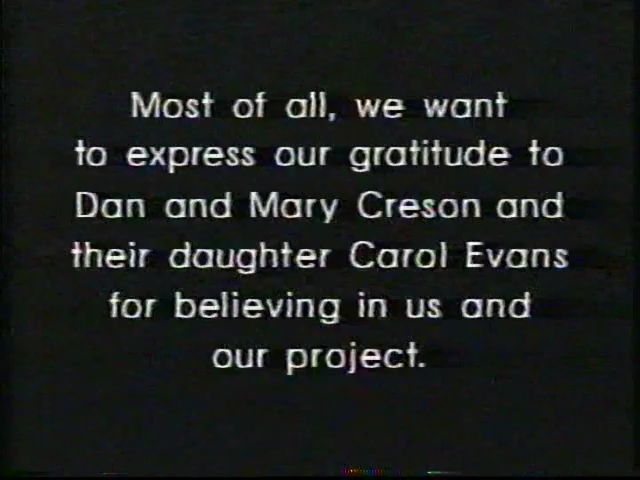 Most of all, we want
to express our gratitude to
Dan and Mary Creson and
their daughter Carol Evans
for believing in us and
our project.